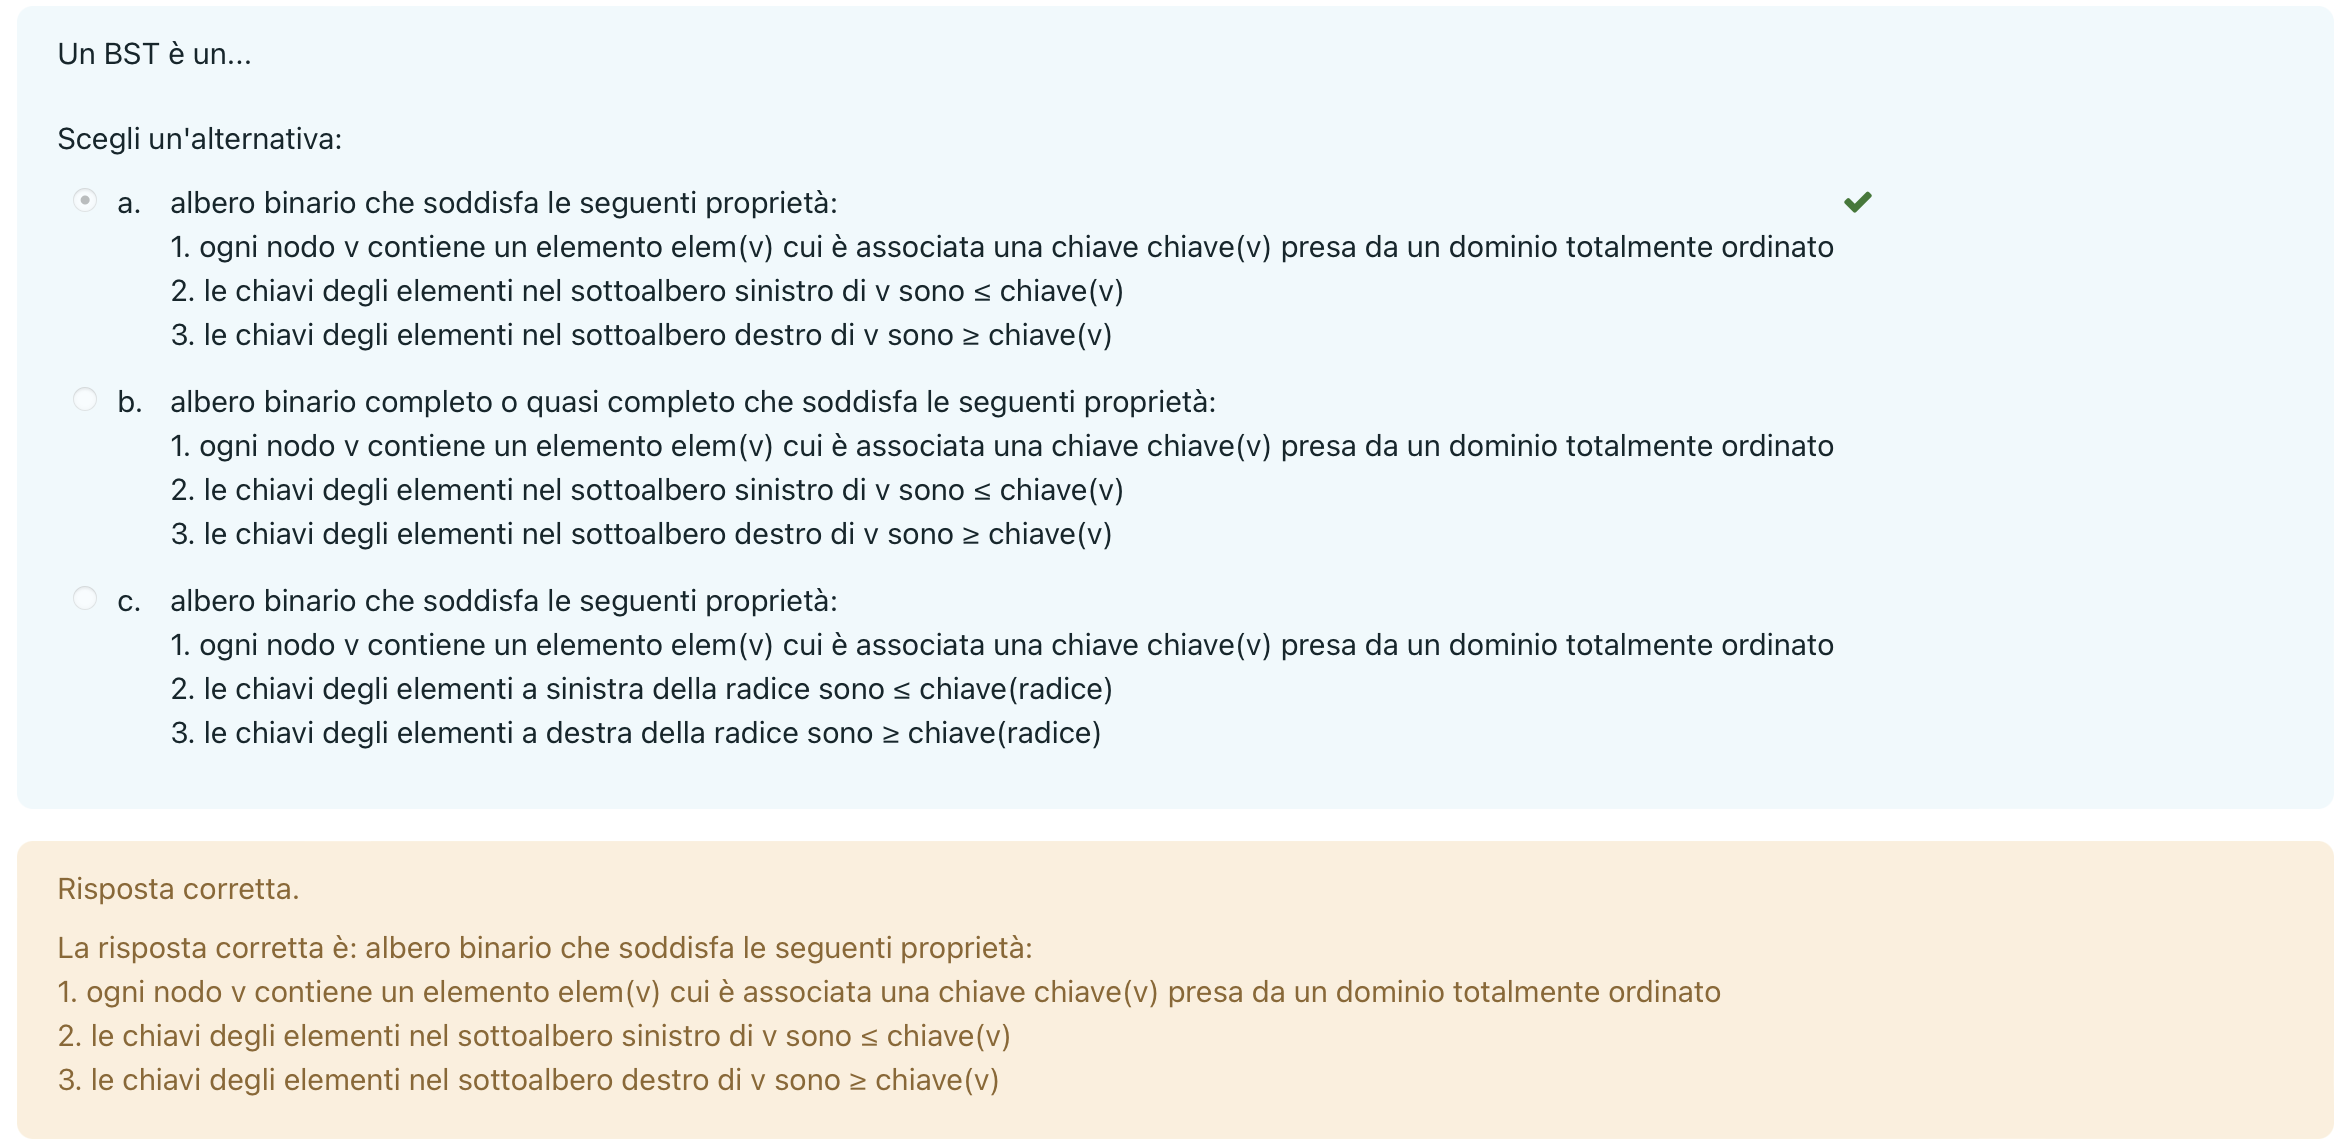 Un BST è un...
Scegli un'alternativa:
a. albero binario che soddisfa le seguenti proprietà:
1. ogni nodo v contiene un elemento elem(v) cui è associata una chiave chiave(v) presa da un dominio totalmente ordinato
2. le chiavi degli elementi nel sottoalbero sinistro di v sono ≤ chiave(v)
3. le chiavi degli elementi nel sottoalbero destro di v sono ≥ chiave(v)
b. albero binario completo o quasi completo che soddisfa le seguenti proprietà:
1. ogni nodo v contiene un elemento elem(v) cui è associata una chiave chiave(v) presa da un dominio totalmente ordinato
2. le chiavi degli elementi nel sottoalbero sinistro di v sono ≤ chiave(v)
3. le chiavi degli elementi nel sottoalbero destro di v sono ≥ chiave(v)
c. albero binario che soddisfa le seguenti proprietà:
1. ogni nodo v contiene un elemento elem(v) cui è associata una chiave chiave(v) presa da un dominio totalmente ordinato
2. le chiavi degli elementi a sinistra della radice sono ≤ chiave(radice)
3. le chiavi degli elementi a destra della radice sono ≥ chiave(radice)
Risposta corretta.
La risposta corretta è: albero binario che soddisfa le seguenti proprietà:
1. ogni nodo v contiene un elemento elem(v) cui è associata una chiave chiave(v) presa da un dominio totalmente ordinato
2. le chiavi degli elementi nel sottoalbero sinistro di v sono ≤ chiave(v)
3. le chiavi degli elementi nel sottoalbero destro di v sono ≥ chiave(v)